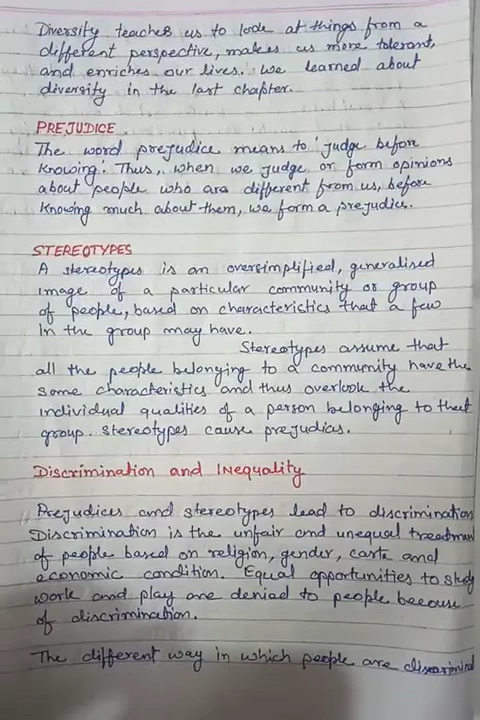 Diversity teaches us to look at things from a
different perspective, makes us more tolerant,
and enriches our lives. We learned about
diversity in the last chapter.
PREJUDICE
The word prejudice means to 'judge before
knowing'. Thus, when we judge or form opinions
about people who are different from us, before
knowing much about them, we form a prejudice.
STEREOTYPES
A stereotypes is an oversimplified, generalised
image of a particular community or group
of people, based on characterictics that a few
in the group may have.
Stereotypes assume that
all the people belonging to a community have the
same characteristics and thus overlook the
individual qualities of a person belonging to that
group. Stereotypes cause prejudices.
Discrimination and INequality
Prejudices and stereotypes lead to discrimination
Discrimination is the unfair and unequal treatment
of people based on religion, gender, caste and
economic condition. Equal opportunities to study
work and play are denied to people because
of discrimination.
The different way in which people are discriminat